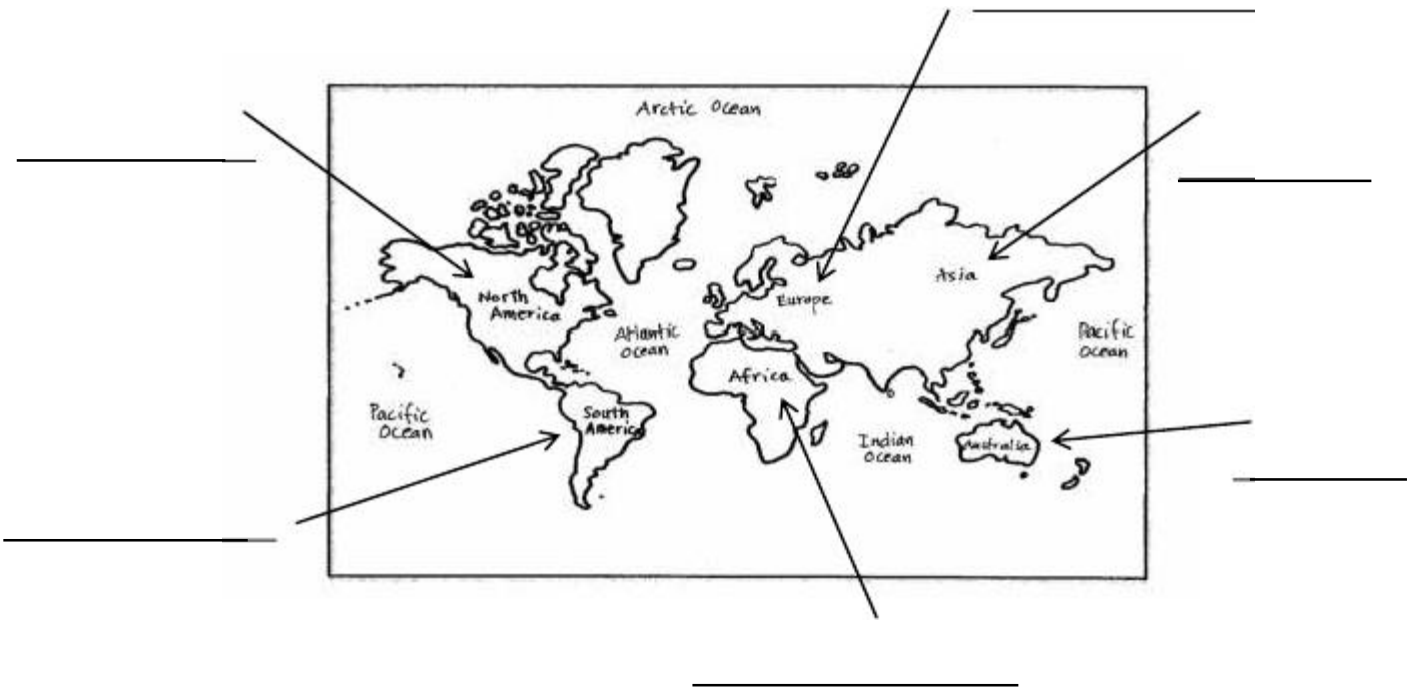 Arctic Ocean
North
America
Atlantic
Ocean
Europe
Asia
Pacific
Ocean
Africa
Pacific
Ocean
South
America
Indian
Ocean
Australia